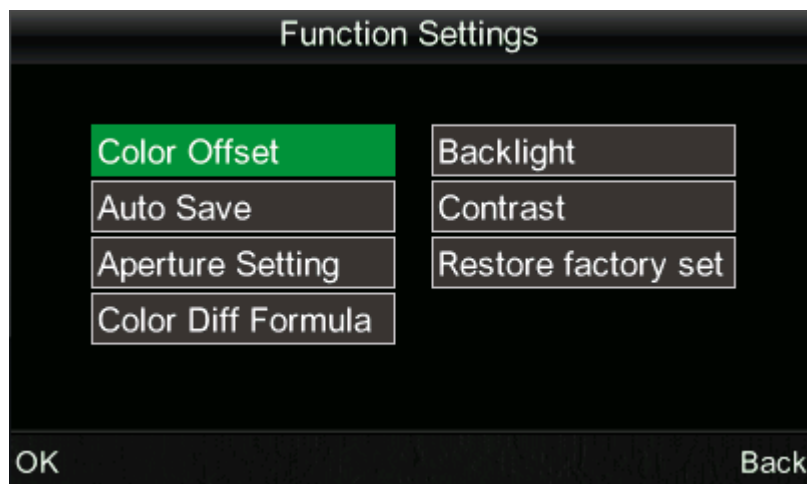 Function Settings
Color Offset
Auto Save
Aperture Setting
Color Diff Formula
Backlight
Contrast
Restore factory set
OK
Back